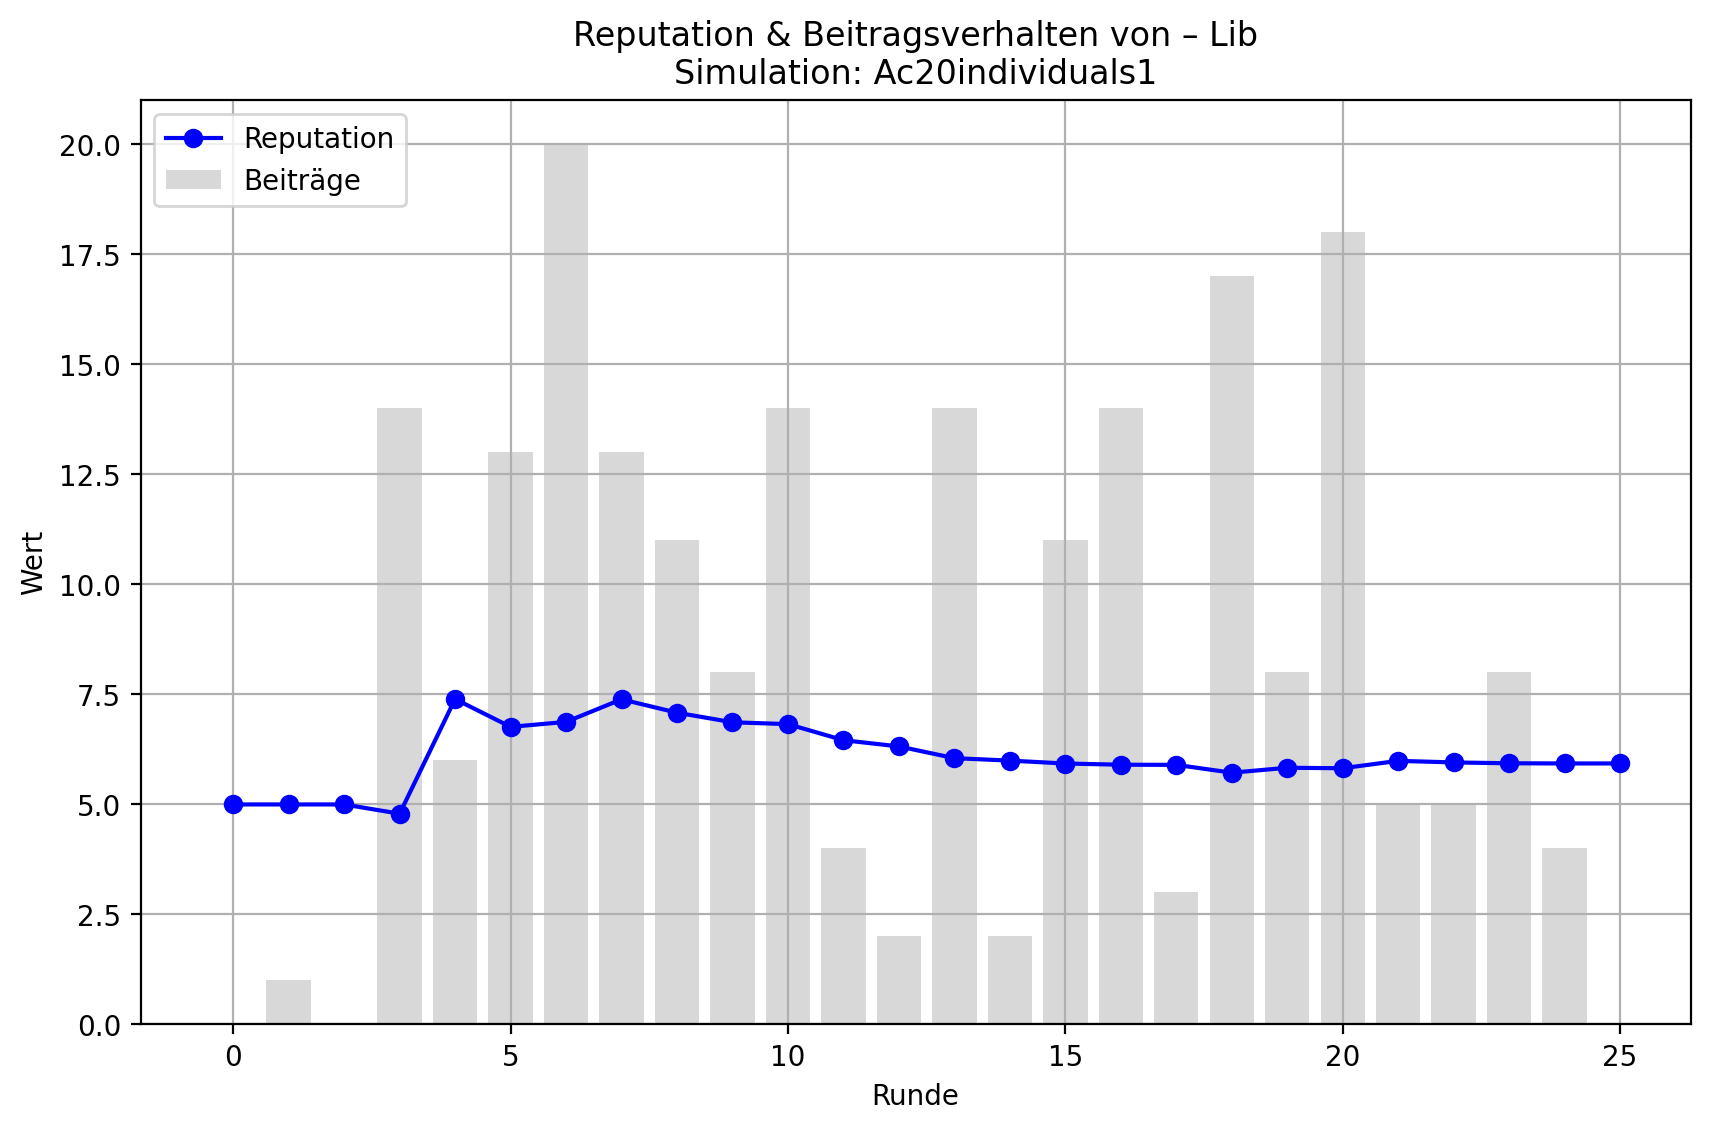 Reputation & Beitragsverhalten von – Lib
Simulation: Ac20individuals1
Reputation
Beiträge
20.0
17.5
15.0
12.5
10.0
7.5
5.0
2.5
0.0
Wert
0 5 10 15 20 25
Runde